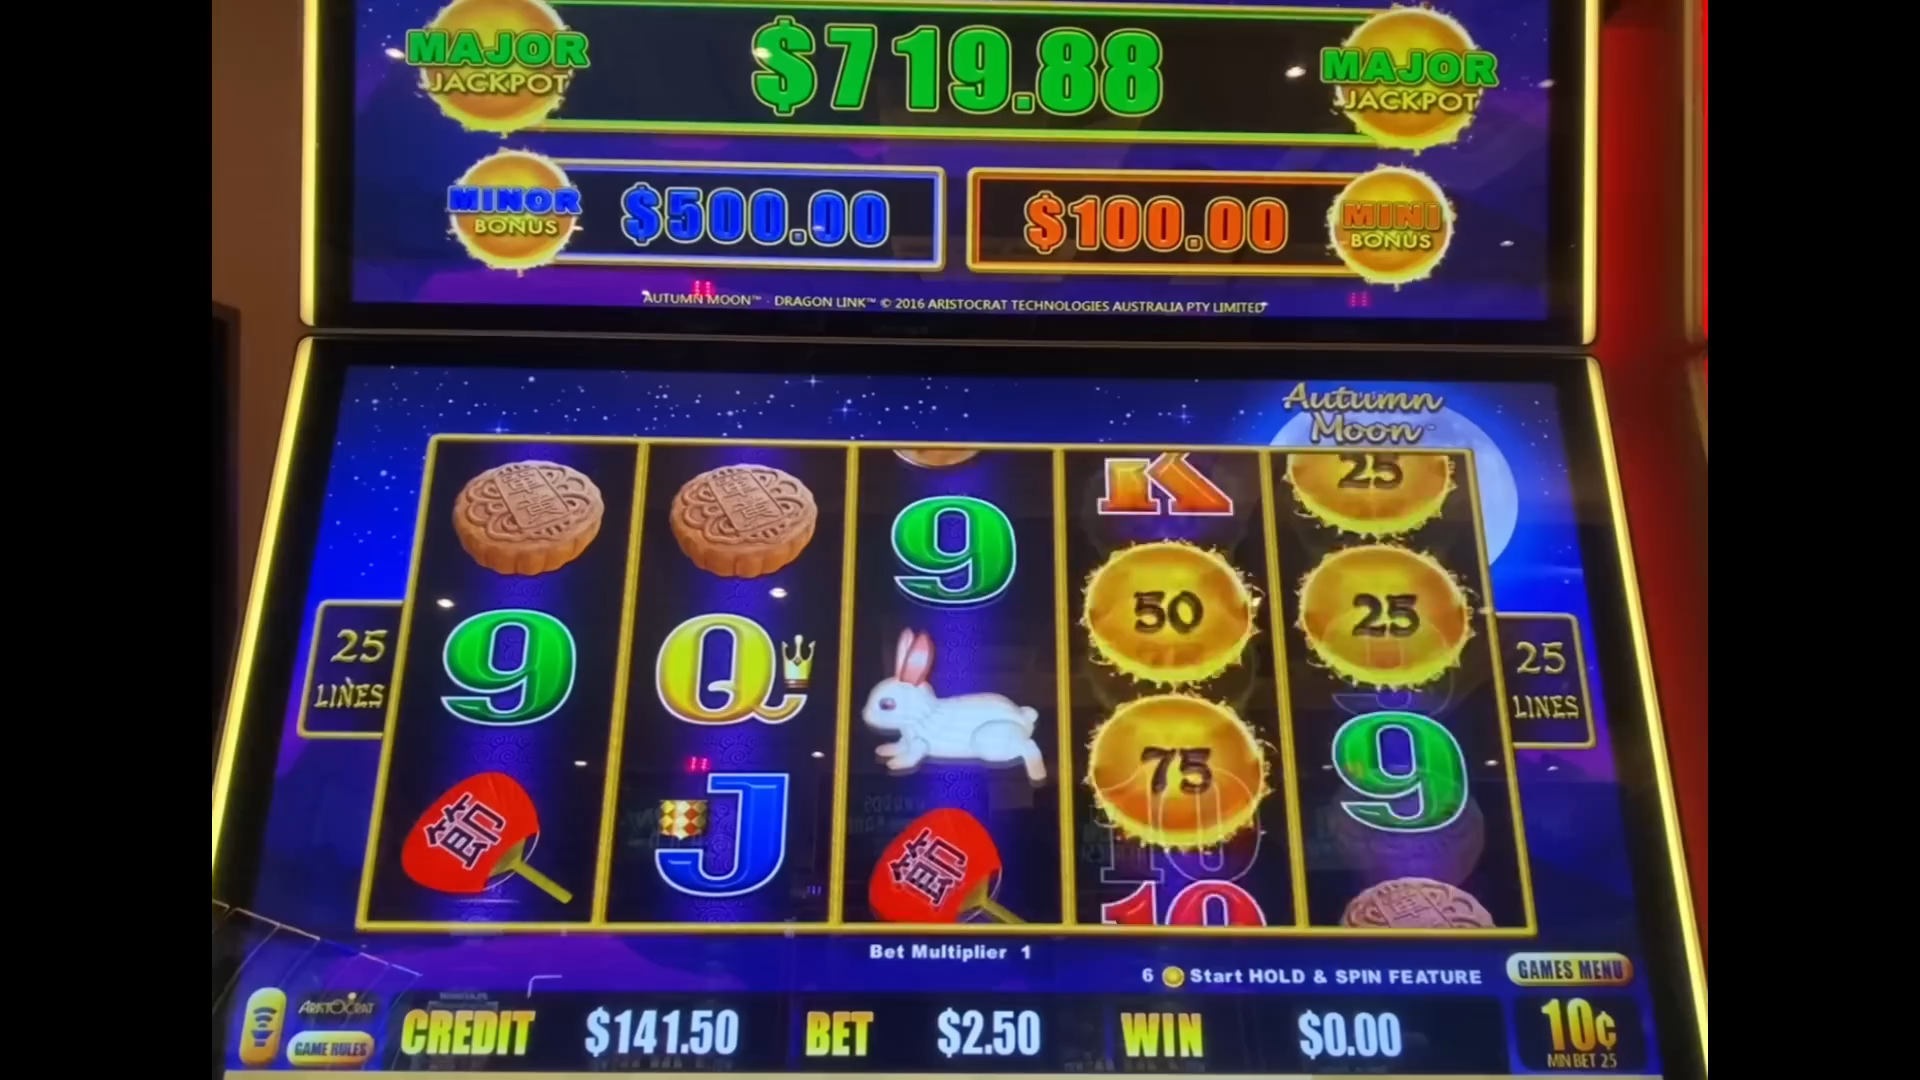 MAJOR
JACKPOT
$719.88
MAJOR
JACKPOT
MINOR
BONUS
$500.00
$100.00
MINI
BONUS
AUTUMN MOON™ · DRAGON LINK™ © 2016 ARISTOCRAT TECHNOLOGIES AUSTRALIA PTY LIMITED
Autumn
Moon
K
25
9
50
25
25
LINES
9
Q
75
9
25
LINES
J
10
Bet Multiplier 1
6 Start HOLD & SPIN FEATURE
GAMES MENU
ARISTOCRAT
GAME RULES
CREDIT $141.50 BET $2.50 WIN $0.00
10¢
MIN BET 25